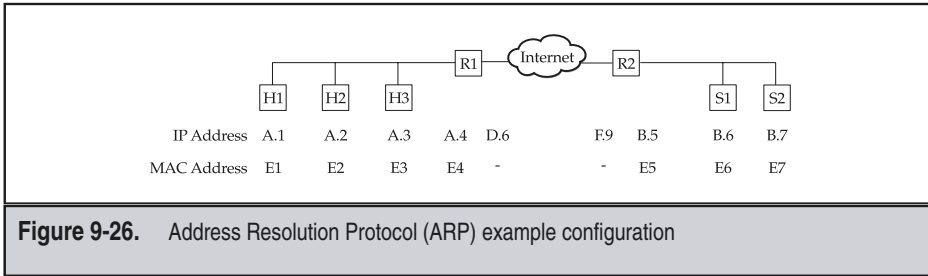 R1 Internet R2
H1 H2 H3 S1 S2
IP Address A.1 A.2 A.3 A.4 D.6 F.9 B.5 B.6 B.7
MAC Address E1 E2 E3 E4 - - E5 E6 E7
Figure 9-26. Address Resolution Protocol (ARP) example configuration